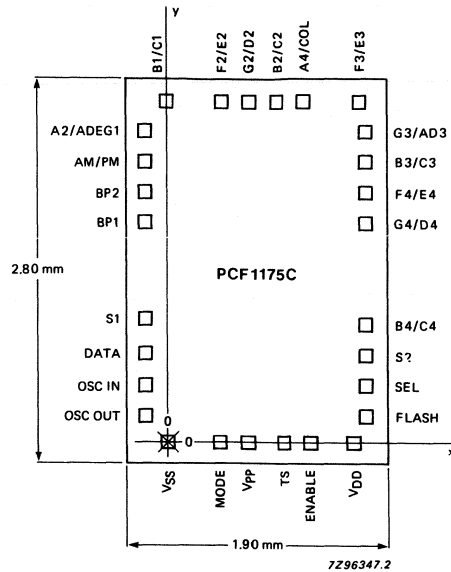 y
B1/C1
F2/E2
G2/D2
B2/C2
A4/COL
F3/E3
A2/ADEG1
G3/AD3
AM/PM
B3/C3
BP2
F4/E4
BP1
G4/D4
2.80 mm
PCF1175C
S1
B4/C4
DATA
S?
OSC IN
SEL
OSC OUT
FLASH
0
0
x
VSS
MODE
VPP
TS
ENABLE
VDD
1.90 mm
7Z96347.2